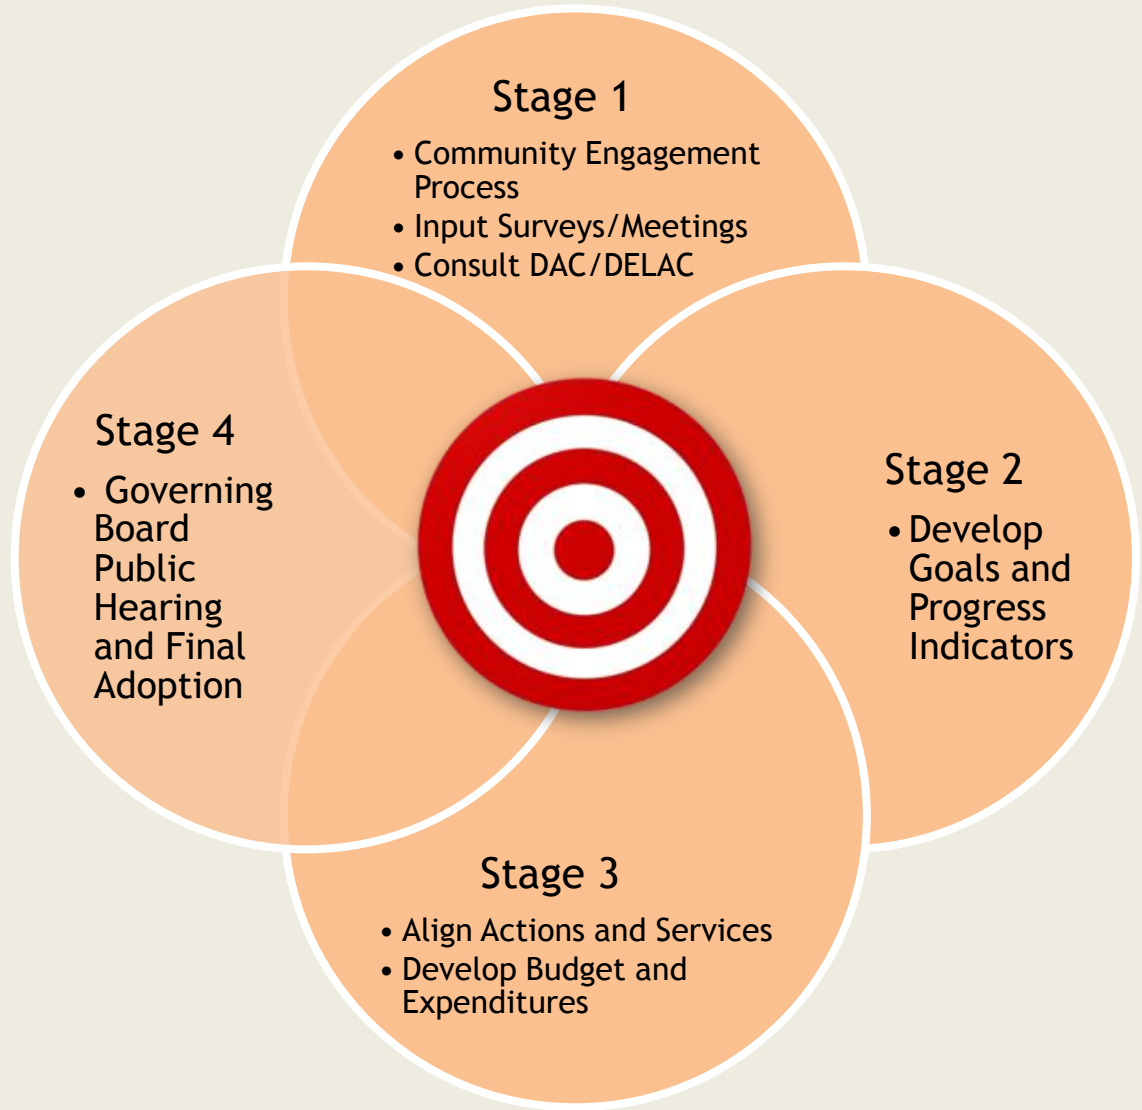 Stage 1
• Community Engagement
Process
• Input Surveys/Meetings
• Consult DAC/DELAC
Stage 2
• Develop
Goals and
Progress
Indicators
Stage 3
• Align Actions and Services
• Develop Budget and
Expenditures
Stage 4
• Governing
Board
Public
Hearing
and Final
Adoption